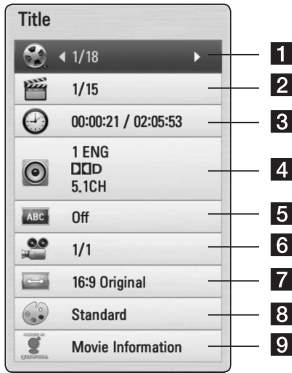 Title
1/18
1
1/15
2
00:00:21 / 02:05:53
3
1 ENG
D
5.1CH
4
ABC
Off
5
1/1
6
16:9 Original
7
Standard
8
Movie Information
9